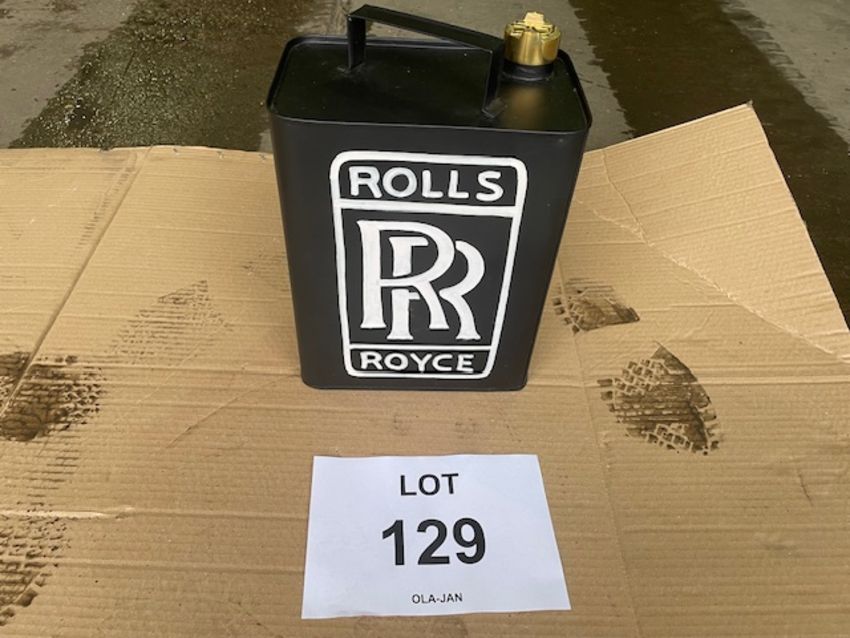 ROLLS
RR
ROYCE
LOT
129
OLA-JAN